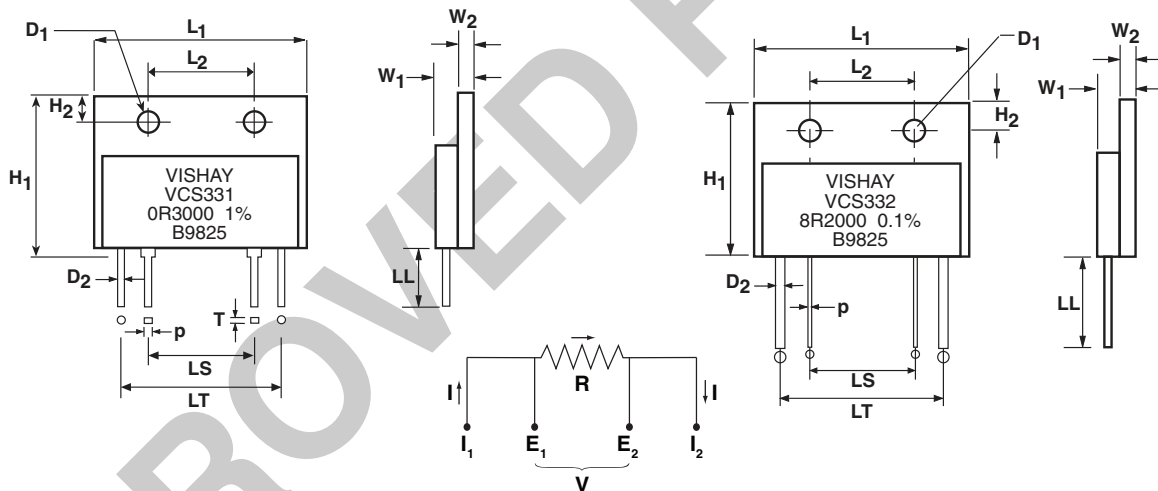 D1
L1
L2
H2
H1
VISHAY
VCS331
0R3000 1%
B9825
D2
T
p
LS
LT
W2
W1
LL
I
R
I
I1
E1
E2
I2
V
L1
L2
D1
H2
H1
VISHAY
VCS332
8R2000 0.1%
B9825
D2
p
LS
LT
W2
W1
LL